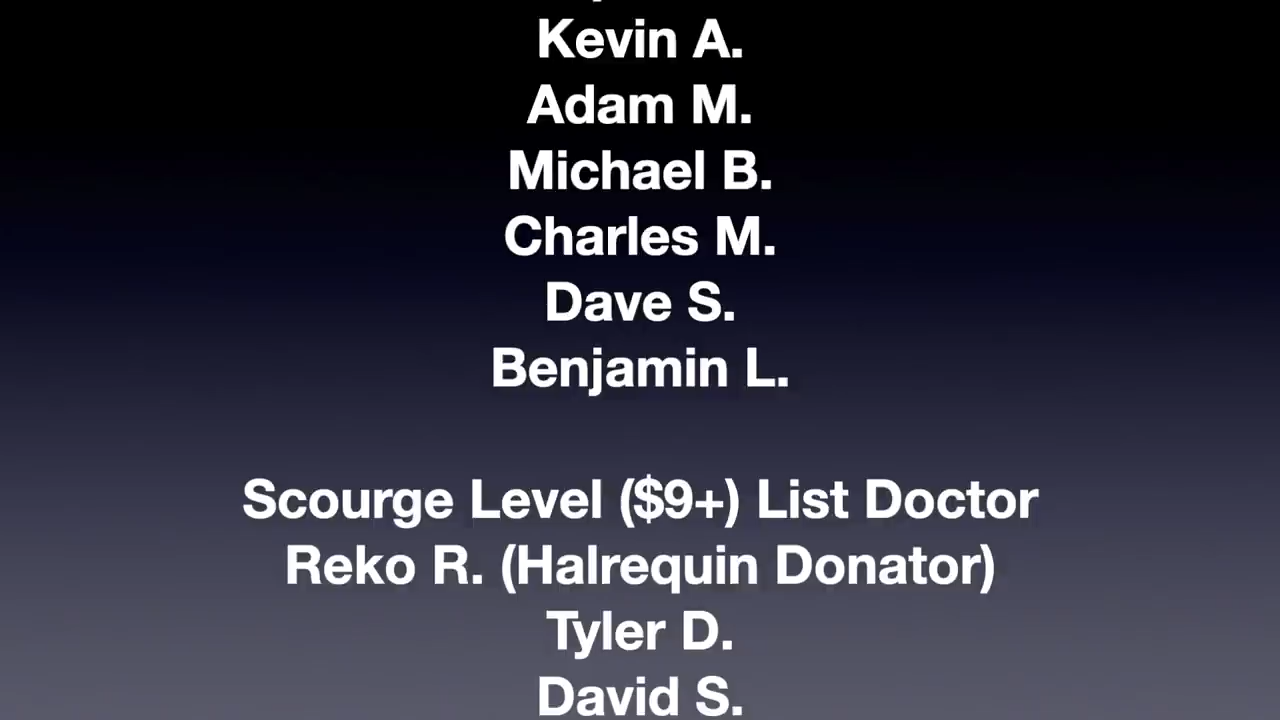 Kevin A.
Adam M.
Michael B.
Charles M.
Dave S.
Benjamin L.
Scourge Level ($9+) List Doctor
Reko R. (Halrequin Donator)
Tyler D.
David S.